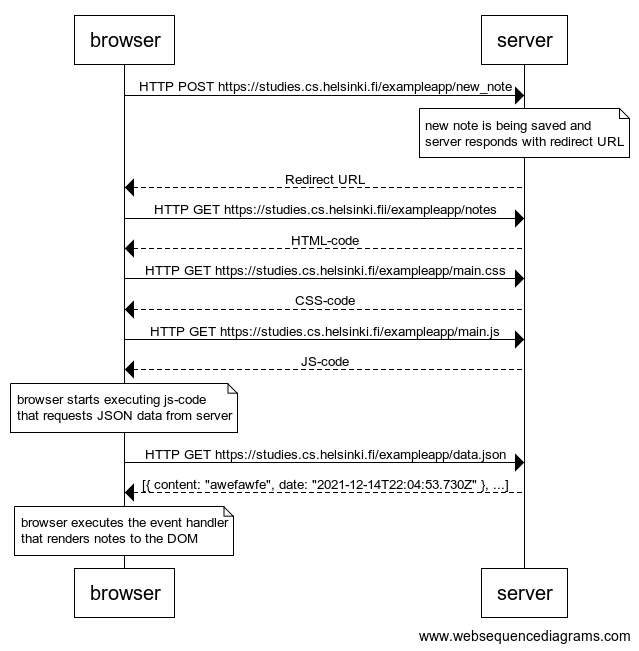 browser
server
HTTP POST https://studies.cs.helsinki.fi/exampleapp/new_note
new note is being saved and
server responds with redirect URL
Redirect URL
HTTP GET https://studies.cs.helsinki.fii/exampleapp/notes
HTML-code
HTTP GET https://studies.cs.helsinki.fi/exampleapp/main.css
CSS-code
HTTP GET https://studies.cs.helsinki.fi/exampleapp/main.js
JS-code
browser starts executing js-code
that requests JSON data from server
HTTP GET https://studies.cs.helsinki.fi/exampleapp/data.json
[{ content: "awefawfe", date: "2021-12-14T22:04:53.730Z" }, ...]
browser executes the event handler
that renders notes to the DOM
browser
server
www.websequencediagrams.com